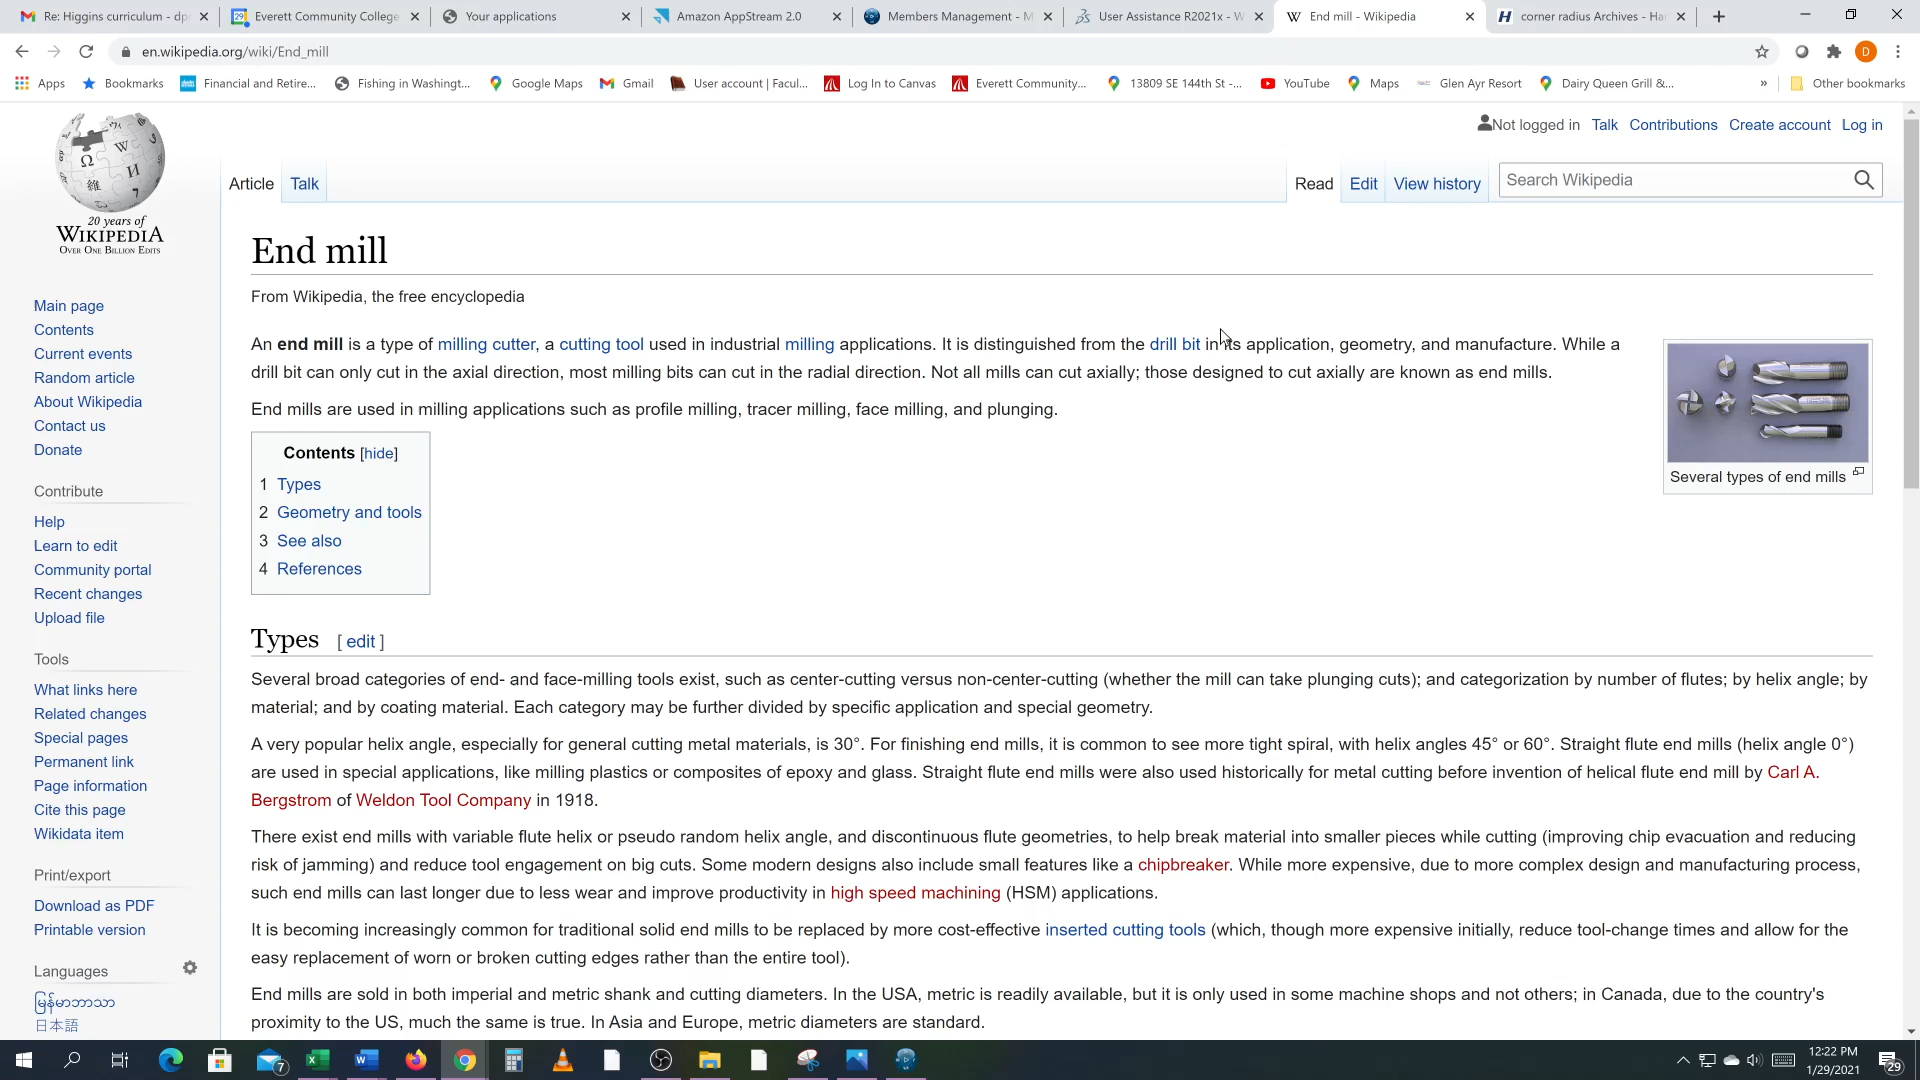 Re: Higgins curriculum - dp
Everett Community College
Your applications
Amazon AppStream 2.0
Members Management - M
User Assistance R2021x - W
End mill - Wikipedia
corner radius Archives - Ha
en.wikipedia.org/wiki/End_mill
D
Apps
Bookmarks
Financial and Retire...
Fishing in Washingt...
Google Maps
Gmail
User account | Facul...
Log In to Canvas
Everett Community...
13809 SE 144th St -...
YouTube
Maps
Glen Ayr Resort
Dairy Queen Grill &...
»
Other bookmarks
Not logged in Talk Contributions Create account Log in
Article Talk
Read Edit View history
Search Wikipedia
20 years of
WIKIPEDIA
OVER ONE BILLION EDITS
Main page
Contents
Current events
Random article
About Wikipedia
Contact us
Donate
Contribute
Help
Learn to edit
Community portal
Recent changes
Upload file
Tools
What links here
Related changes
Special pages
Permanent link
Page information
Cite this page
Wikidata item
Print/export
Download as PDF
Printable version
Languages
မြန်မာဘာသာ
日本語
End mill
From Wikipedia, the free encyclopedia
An end mill is a type of milling cutter, a cutting tool used in industrial milling applications. It is distinguished from the drill bit in its application, geometry, and manufacture. While a
drill bit can only cut in the axial direction, most milling bits can cut in the radial direction. Not all mills can cut axially; those designed to cut axially are known as end mills.
End mills are used in milling applications such as profile milling, tracer milling, face milling, and plunging.
Several types of end mills
Contents [hide]
1 Types
2 Geometry and tools
3 See also
4 References
Types [ edit ]
Several broad categories of end- and face-milling tools exist, such as center-cutting versus non-center-cutting (whether the mill can take plunging cuts); and categorization by number of flutes; by helix angle; by
material; and by coating material. Each category may be further divided by specific application and special geometry.
A very popular helix angle, especially for general cutting metal materials, is 30°. For finishing end mills, it is common to see more tight spiral, with helix angles 45° or 60°. Straight flute end mills (helix angle 0°)
are used in special applications, like milling plastics or composites of epoxy and glass. Straight flute end mills were also used historically for metal cutting before invention of helical flute end mill by Carl A.
Bergstrom of Weldon Tool Company in 1918.
There exist end mills with variable flute helix or pseudo random helix angle, and discontinuous flute geometries, to help break material into smaller pieces while cutting (improving chip evacuation and reducing
risk of jamming) and reduce tool engagement on big cuts. Some modern designs also include small features like a chipbreaker. While more expensive, due to more complex design and manufacturing process,
such end mills can last longer due to less wear and improve productivity in high speed machining (HSM) applications.
It is becoming increasingly common for traditional solid end mills to be replaced by more cost-effective inserted cutting tools (which, though more expensive initially, reduce tool-change times and allow for the
easy replacement of worn or broken cutting edges rather than the entire tool).
End mills are sold in both imperial and metric shank and cutting diameters. In the USA, metric is readily available, but it is only used in some machine shops and not others; in Canada, due to the country's
proximity to the US, much the same is true. In Asia and Europe, metric diameters are standard.
7
12:22 PM
1/29/2021
29